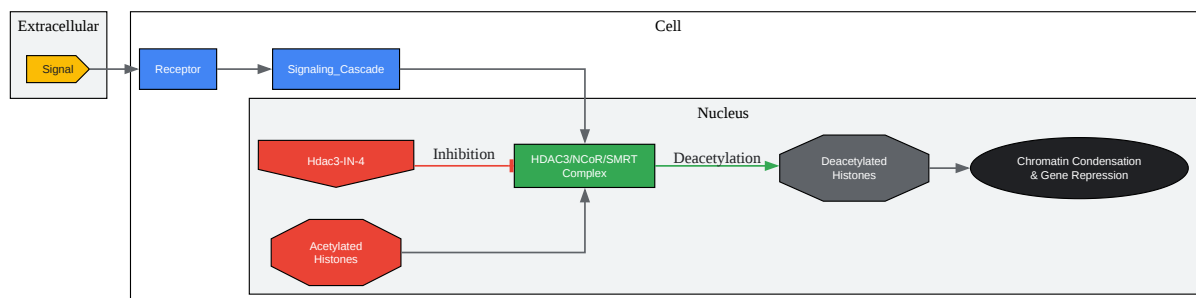 Extracellular
Cell
Signal
Receptor
Signaling_Cascade
Nucleus
Hdac3-IN-4
Inhibition
HDAC3/NCoR/SMRT
Complex
Deacetylation
Deacetylated
Histones
Chromatin Condensation
& Gene Repression
Acetylated
Histones